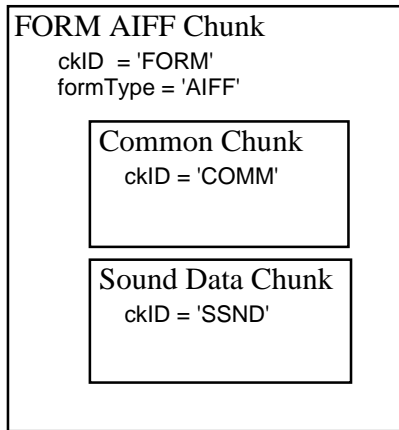 FORM AIFF Chunk
ckID = 'FORM'
formType = 'AIFF'
Common Chunk
ckID = 'COMM'
Sound Data Chunk
ckID = 'SSND'